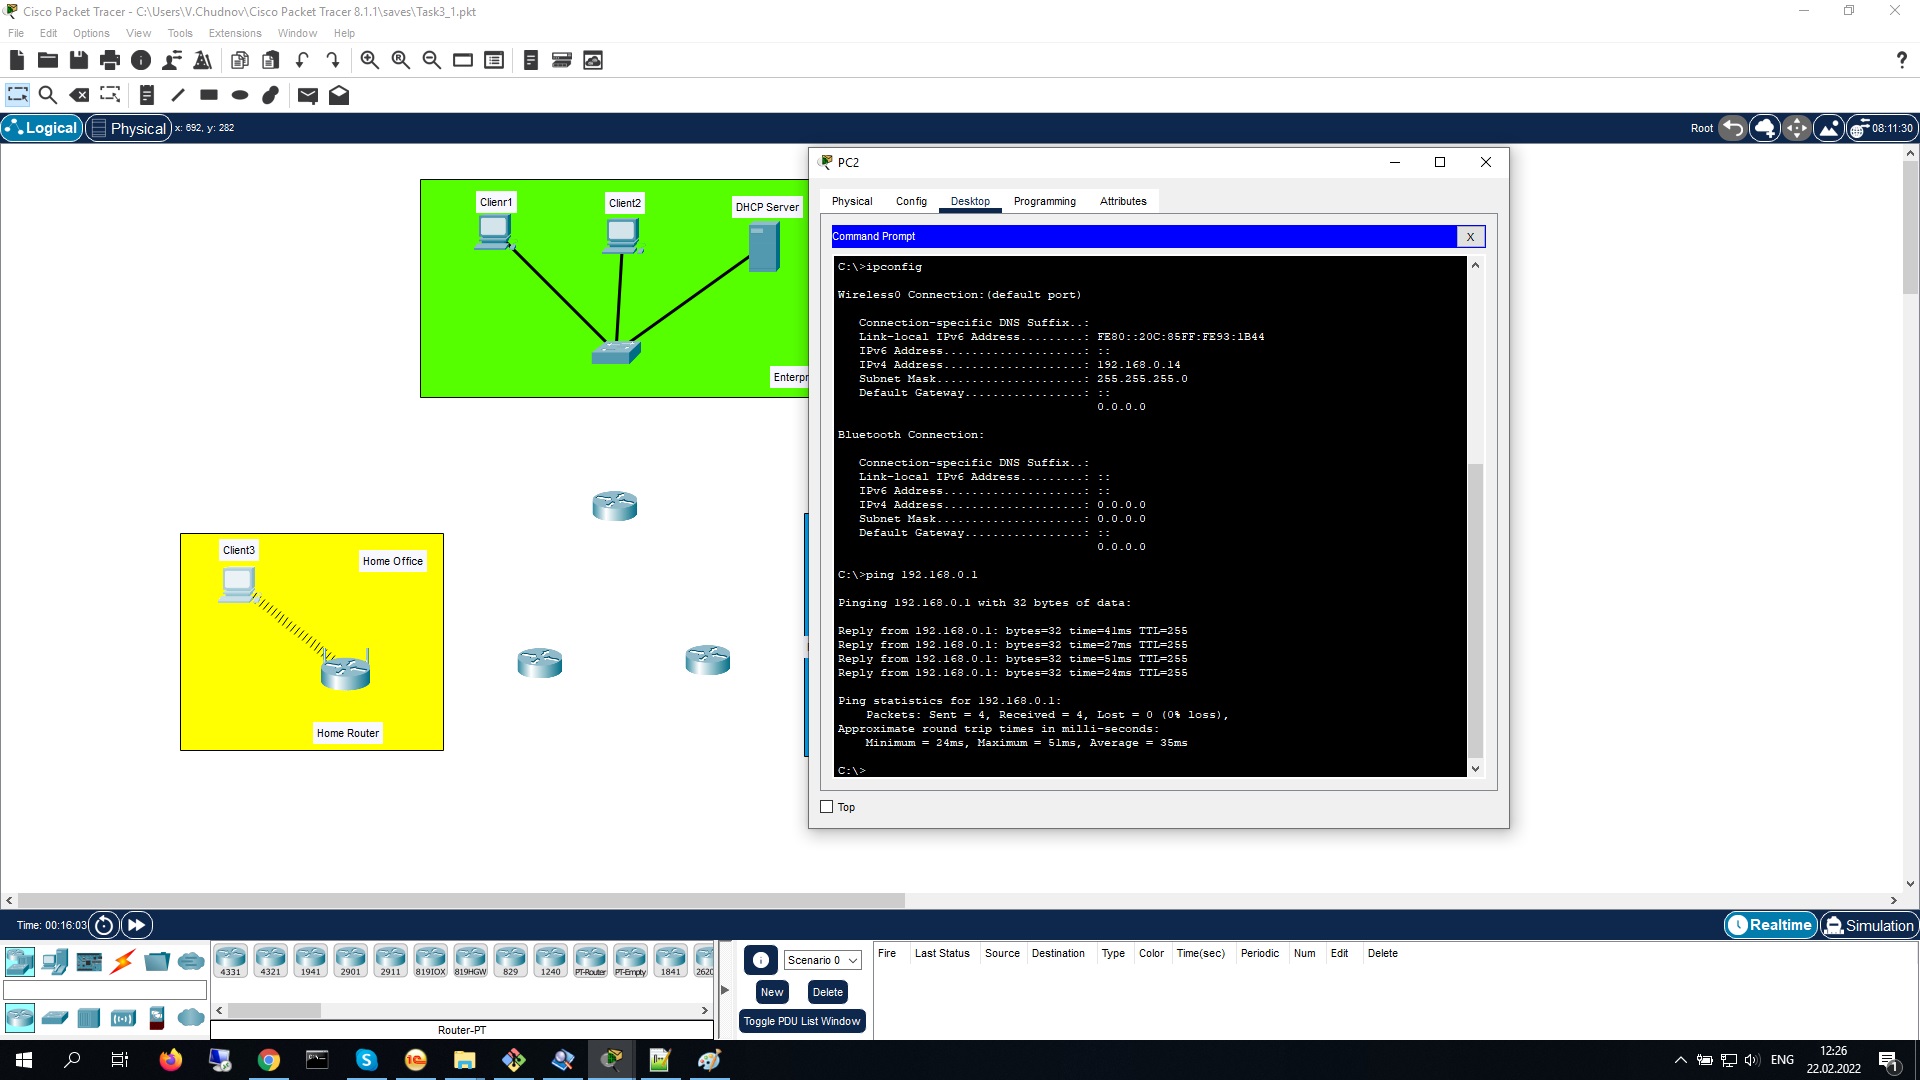 Cisco Packet Tracer - C:\Users\V.Chudnov\Cisco Packet Tracer 8.1.1\saves\Task3_1.pkt
File Edit Options View Tools Extensions Window Help
Logical Physical x: 692, y: 282
Root 08:11:30
Clienr1
Client2
DHCP Server
Enterpr
Client3
Home Office
Home Router
PC2
Physical Config Desktop Programming Attributes
Command Prompt X
C:\>ipconfig
Wireless0 Connection:(default port)
Connection-specific DNS Suffix..:
Link-local IPv6 Address.........: FE80::20C:85FF:FE93:1B44
IPv6 Address....................: ::
IPv4 Address....................: 192.168.0.14
Subnet Mask.....................: 255.255.255.0
Default Gateway.................: ::
0.0.0.0
Bluetooth Connection:
Connection-specific DNS Suffix..:
Link-local IPv6 Address.........: ::
IPv6 Address....................: ::
IPv4 Address....................: 0.0.0.0
Subnet Mask.....................: 0.0.0.0
Default Gateway.................: ::
0.0.0.0
C:\>ping 192.168.0.1
Pinging 192.168.0.1 with 32 bytes of data:
Reply from 192.168.0.1: bytes=32 time=41ms TTL=255
Reply from 192.168.0.1: bytes=32 time=27ms TTL=255
Reply from 192.168.0.1: bytes=32 time=51ms TTL=255
Reply from 192.168.0.1: bytes=32 time=24ms TTL=255
Ping statistics for 192.168.0.1:
Packets: Sent = 4, Received = 4, Lost = 0 (0% loss),
Approximate round trip times in milli-seconds:
Minimum = 24ms, Maximum = 51ms, Average = 35ms
C:\>
Top
Time: 00:16:03
Realtime Simulation
4331 4321 1941 2901 2911 819IOX 819HGW 829 1240 PT-Router PT-Empty 1841 2620
Router-PT
Scenario 0
New Delete
Toggle PDU List Window
Fire Last Status Source Destination Type Color Time(sec) Periodic Num Edit Delete
ENG
12:26
22.02.2022
1